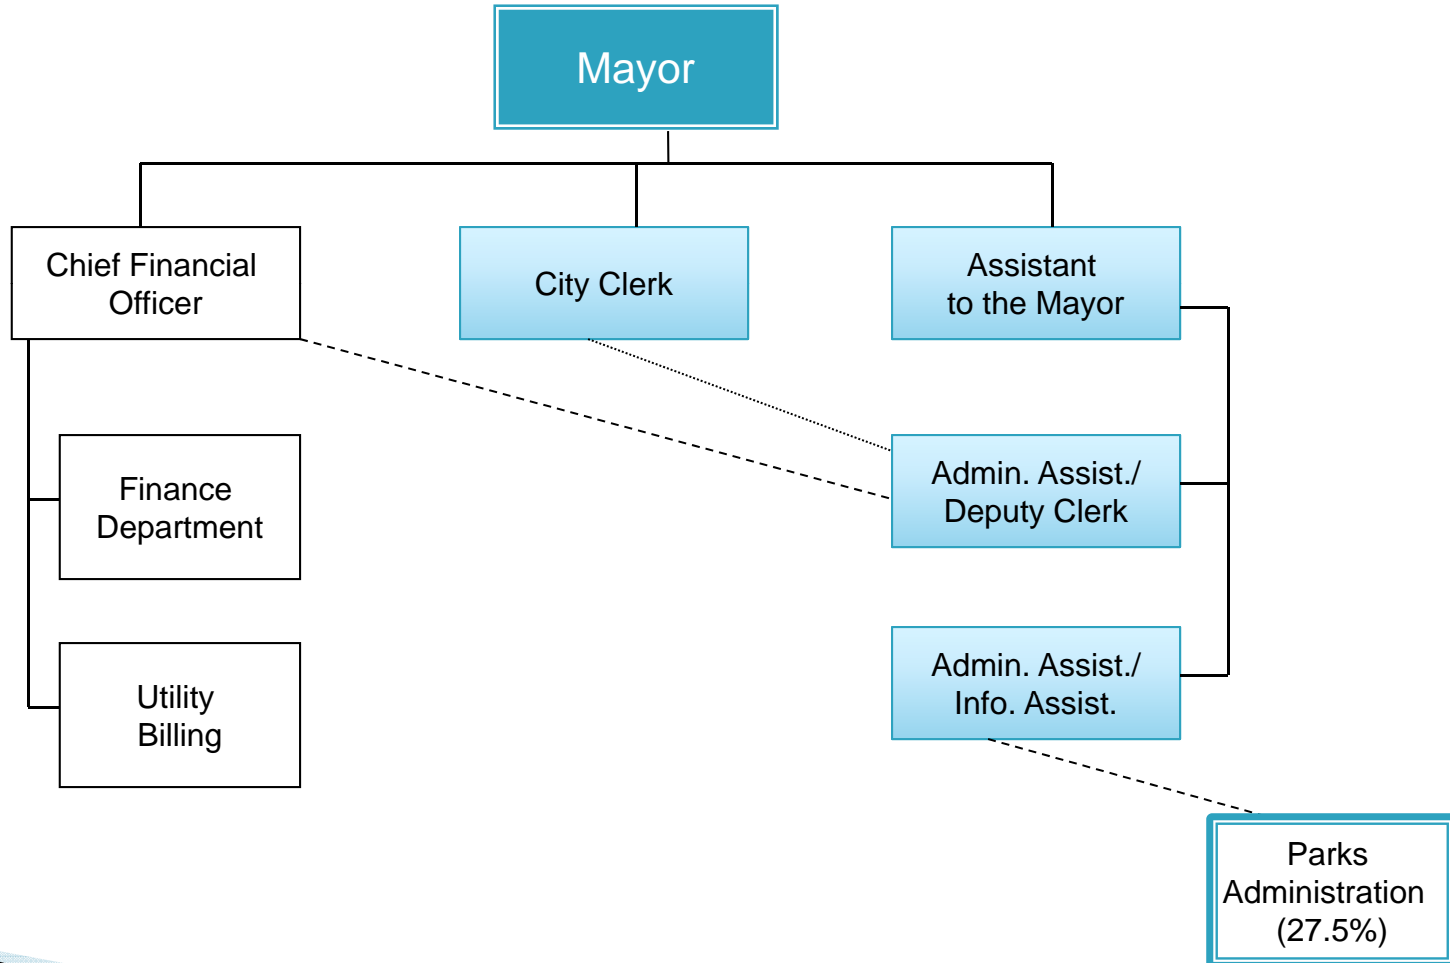 Mayor
Chief Financial
Officer
City Clerk
Assistant
to the Mayor
Finance
Department
Admin. Assist./
Deputy Clerk
Utility
Billing
Admin. Assist./
Info. Assist.
Parks
Administration
(27.5%)